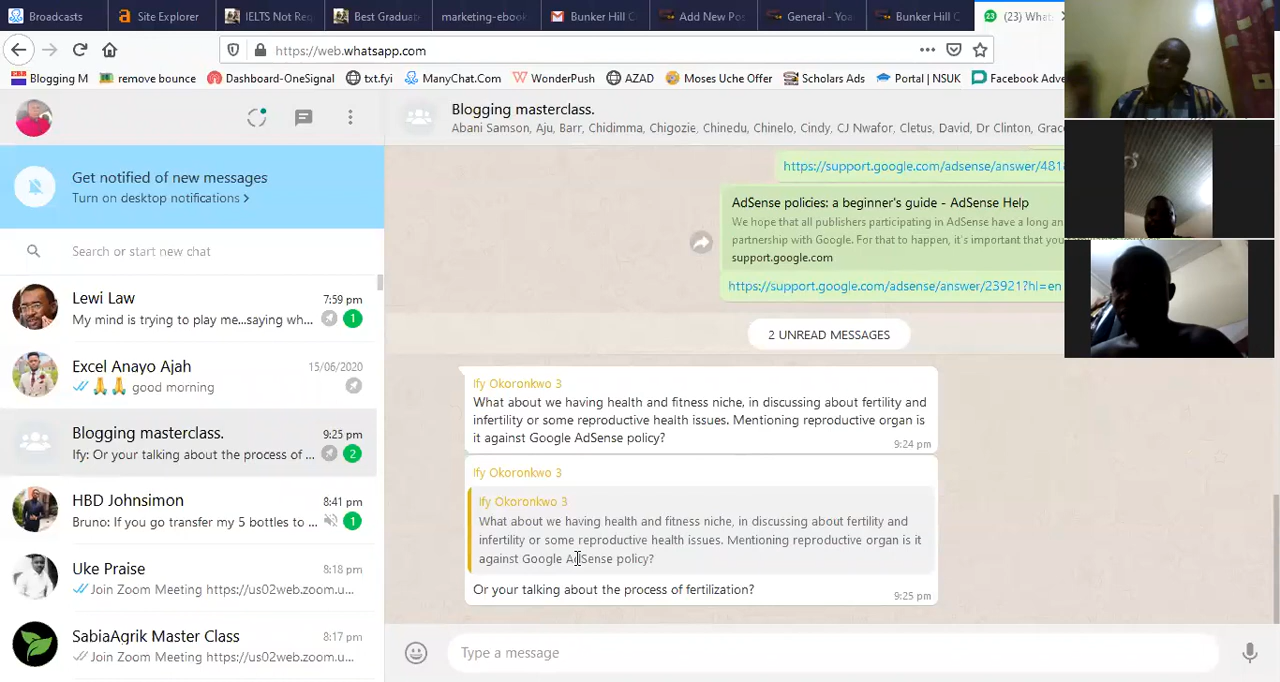 Broadcasts
Site Explorer
IELTS Not Req
Best Graduat
marketing-ebook
Bunker Hill C
Add New Pos
General - Yoa
Bunker Hill C
(23) What
https://web.whatsapp.com
Blogging M
remove bounce
Dashboard-OneSignal
txt.fyi
ManyChat.Com
WonderPush
AZAD
Moses Uche Offer
Scholars Ads
Portal | NSUK
Facebook Adve
Get notified of new messages
Turn on desktop notifications >
Search or start new chat
Lewi Law
7:59 pm
My mind is trying to play me...saying wh...
1
Excel Anayo Ajah
15/06/2020
🙏🙏 good morning
Blogging masterclass.
9:25 pm
Ify: Or your talking about the process of ...
2
HBD Johnsimon
8:41 pm
Bruno: If you go transfer my 5 bottles to ...
1
Uke Praise
8:18 pm
Join Zoom Meeting https://us02web.zoom.u...
SabiaAgrik Master Class
8:17 pm
Join Zoom Meeting https://us02web.zoom.u...
Blogging masterclass.
Abani Samson, Aju, Barr, Chidimma, Chigozie, Chinedu, Chinelo, Cindy, CJ Nwafor, Cletus, David, Dr Clinton, Grace
https://support.google.com/adsense/answer/481
AdSense policies: a beginner's guide - AdSense Help
We hope that all publishers participating in AdSense have a long an
partnership with Google. For that to happen, it's important that you
support.google.com
https://support.google.com/adsense/answer/23921?hl=en
2 UNREAD MESSAGES
Ify Okoronkwo 3
What about we having health and fitness niche, in discussing about fertility and
infertility or some reproductive health issues. Mentioning reproductive organ is
it against Google AdSense policy?
9:24 pm
Ify Okoronkwo 3
Ify Okoronkwo 3
What about we having health and fitness niche, in discussing about fertility and
infertility or some reproductive health issues. Mentioning reproductive organ is it
against Google AdSense policy?
Or your talking about the process of fertilization?
9:25 pm
Type a message